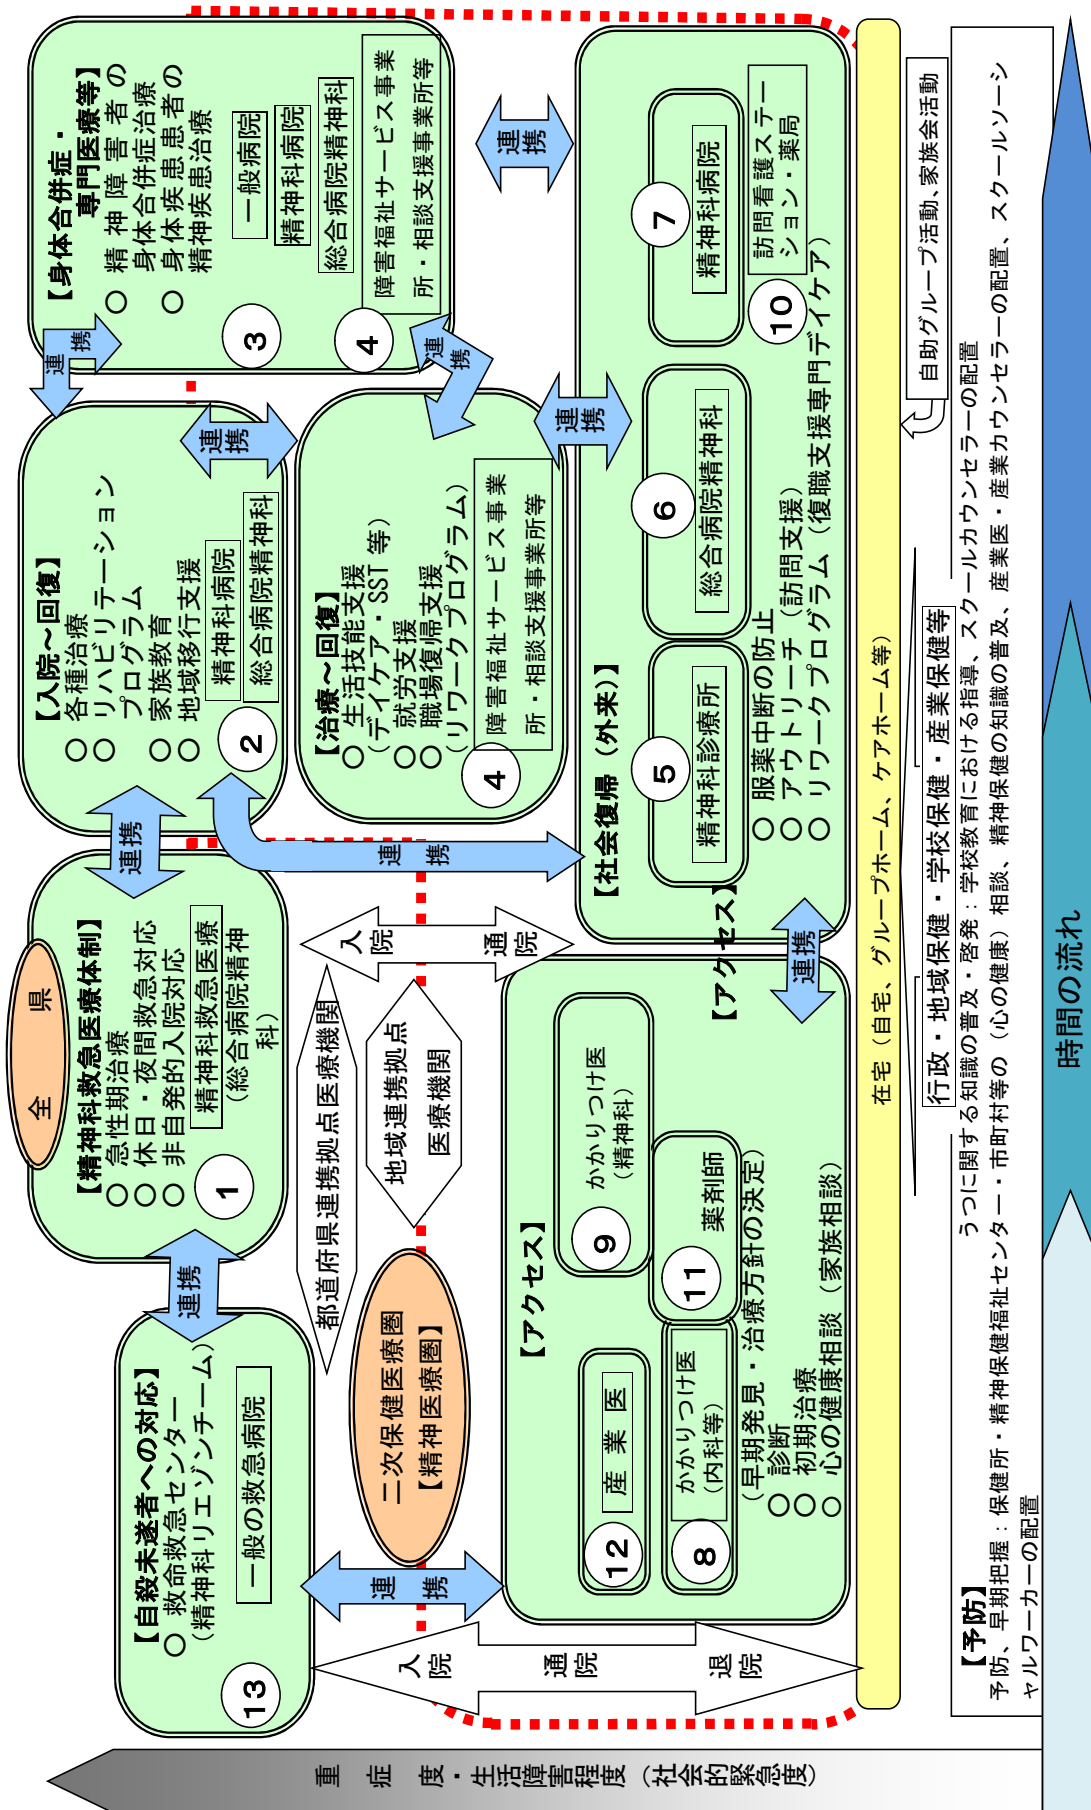 重症度・生活障害程度（社会的緊急度）
全　県
【自殺未遂者への対応】
○ 救命救急センター
（精神科リエゾンチーム）
一般の救急病院
13
連携
【精神科救急医療体制】
○ 急性期治療
○ 休日・夜間救急対応
○ 非自発的入院対応
精神科救急医療
（総合病院精神
科）
1
連携
【入院～回復】
○ 各種治療
○ リハビリテーション
プログラム
○ 家族教育
○ 地域移行支援
精神科病院
総合病院精神科
2
連携
【身体合併症・
専門医療等】
○ 精神障害者の
身体合併症治療
○ 身体疾患患者の
精神疾患治療
一般病院
精神科病院
総合病院精神科
3
障害福祉サービス事業
所・相談支援事業所等
4
連携
連携
【治療～回復】
○ 生活技能支援
（デイケア・SST 等）
○ 就労支援
○ 職場復帰支援
（リワークプログラム）
障害福祉サービス事業
所・相談支援事業所等
4
都道府県連携拠点医療機関
地域連携拠点
医療機関
二次保健医療圏
【精神医療圏】
連携
入院
通院
退院
入院
通院
連携
連携
連携
【アクセス】
産業医
12
かかりつけ医
（内科等）
8
かかりつけ医
（精神科）
9
薬剤師
11
（早期発見・治療方針の決定）
○ 診断
○ 初期治療
○ 心の健康相談（家族相談）
【アクセス】
連携
【社会復帰（外来）】
精神科診療所
5
総合病院精神科
6
精神科病院
7
○ 服薬中断の防止
○ アウトリーチ（訪問支援）
○ リワークプログラム（復職支援専門デイケア）
訪問看護ステー
ション・薬局
10
在宅（自宅、グループホーム、ケアホーム等）
自助グループ活動、家族会活動
行政・地域保健・学校保健・産業保健等
【予防】
うつに関する知識の普及・啓発：学校教育における指導、スクールカウンセラーの配置
予防、早期把握：保健所・精神保健福祉センター・市町村等の（心の健康）相談、精神保健の知識の普及、産業医・産業カウンセラーの配置、スクールソーシ
ャルワーカーの配置
時間の流れ